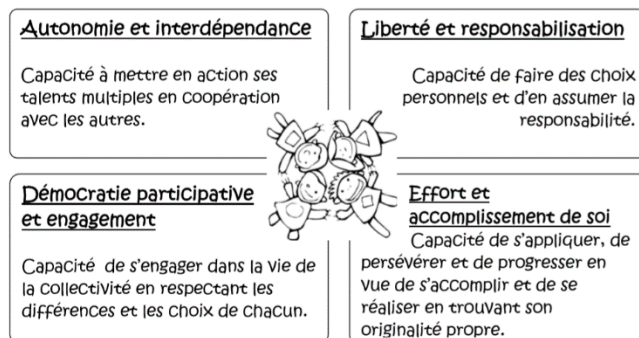 Autonomie et interdépendance
Capacité à mettre en action ses
talents multiples en coopération
avec les autres.
Liberté et responsabilisation
Capacité de faire des choix
personnels et d'en assumer la
responsabilité.
Démocratie participative
et engagement
Capacité de s'engager dans la vie de
la collectivité en respectant les
différences et les choix de chacun.
Effort et
accomplissement de soi
Capacité de s'appliquer, de
persévérer et de progresser en
vue de s'accomplir et de se
réaliser en trouvant son
originalité propre.